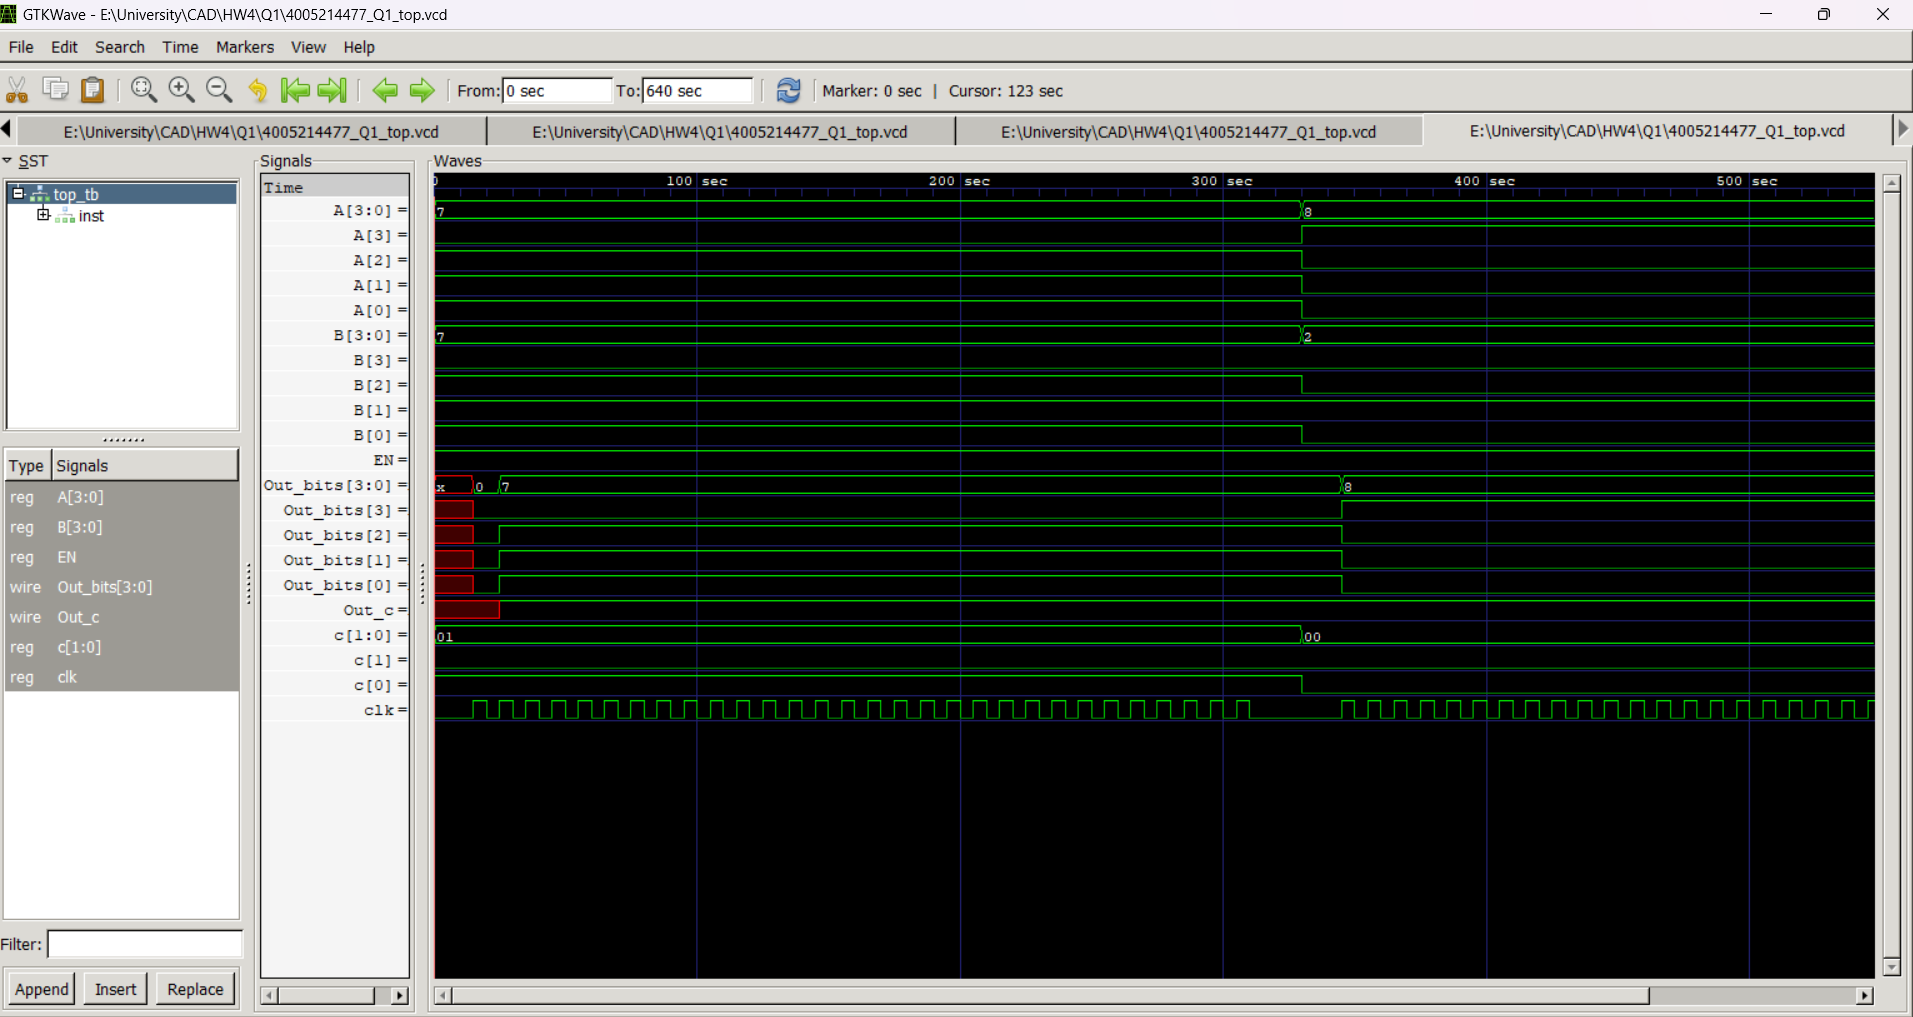 GTKWave - E:\University\CAD\HW4\Q1\4005214477_Q1_top.vcd
File Edit Search Time Markers View Help
From: 0 sec To: 640 sec Marker: 0 sec | Cursor: 123 sec
E:\University\CAD\HW4\Q1\4005214477_Q1_top.vcd E:\University\CAD\HW4\Q1\4005214477_Q1_top.vcd E:\University\CAD\HW4\Q1\4005214477_Q1_top.vcd E:\University\CAD\HW4\Q1\4005214477_Q1_top.vcd
SST
top_tb
inst
Type Signals
reg A[3:0]
reg B[3:0]
reg EN
wire Out_bits[3:0]
wire Out_c
reg c[1:0]
reg clk
Filter:
Append Insert Replace
Signals
Time
A[3:0] =
A[3] =
A[2] =
A[1] =
A[0] =
B[3:0] =
B[3] =
B[2] =
B[1] =
B[0] =
EN =
Out_bits[3:0] =
Out_bits[3] =
Out_bits[2] =
Out_bits[1] =
Out_bits[0] =
Out_c =
c[1:0] =
c[1] =
c[0] =
clk =
Waves
0 100 sec 200 sec 300 sec 400 sec 500 sec
7 8
7 2
x 0 7 8
01 00